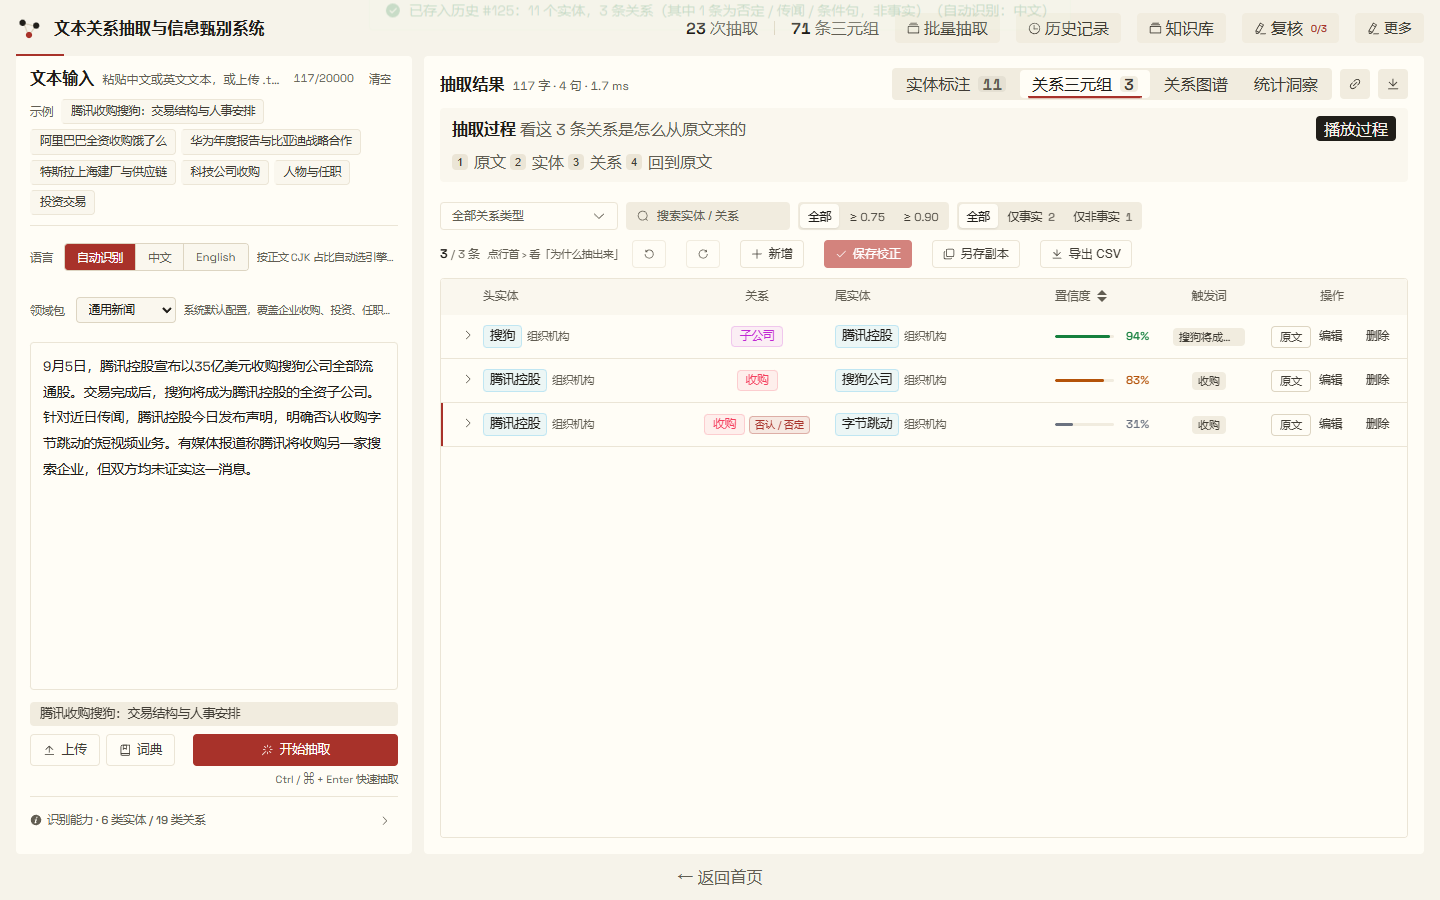 已存入历史 #125：11 个实体，3 条关系（其中 1 条为否定 / 传闻 / 条件句，非事实）（自动识别：中文）
文本关系抽取与信息甄别系统
23 次抽取 71 条三元组 批量抽取 历史记录 知识库 复核 0/3 更多
文本输入 粘贴中文或英文文本，或上传 .t... 117/20000 清空
示例 腾讯收购搜狗：交易结构与人事安排
阿里巴巴全资收购饿了么 华为年度报告与比亚迪战略合作
特斯拉上海建厂与供应链 科技公司收购 人物与任职
投资交易
语言 自动识别 中文 English 按正文 CJK 占比自动选引擎...
领域包 通用新闻 系统默认配置，覆盖企业收购、投资、任职...
9月5日，腾讯控股宣布以35亿美元收购搜狗公司全部流
通股。交易完成后，搜狗将成为腾讯控股的全资子公司。
针对近日传闻，腾讯控股今日发布声明，明确否认收购字
节跳动的短视频业务。有媒体报道称腾讯将收购另一家搜
索企业，但双方均未证实这一消息。
腾讯收购搜狗：交易结构与人事安排
上传 词典 开始抽取
Ctrl / ⌘ + Enter 快速抽取
识别能力 · 6 类实体 / 19 类关系
抽取结果 117 字 · 4 句 · 1.7 ms
实体标注 11 关系三元组 3 关系图谱 统计洞察
抽取过程 看这 3 条关系是怎么从原文来的
播放过程
1 原文 2 实体 3 关系 4 回到原文
全部关系类型 搜索实体 / 关系 全部 ≥ 0.75 ≥ 0.90 全部 仅事实 2 仅非事实 1
3 / 3 条 点行首 › 看「为什么抽出来」 新增 保存校正 另存副本 导出 CSV
头实体 关系 尾实体 置信度 触发词 操作
搜狗 组织机构 子公司 腾讯控股 组织机构 94% 搜狗将成... 原文 编辑 删除
腾讯控股 组织机构 收购 搜狗公司 组织机构 83% 收购 原文 编辑 删除
腾讯控股 组织机构 收购 否认 / 否定 字节跳动 组织机构 31% 收购 原文 编辑 删除
← 返回首页